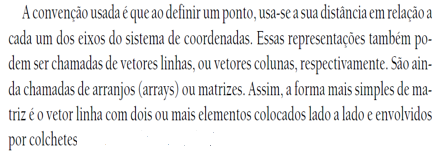 A convenção usada é que ao definir um ponto, usa-se a sua distância em relação a
cada um dos eixos do sistema de coordenadas. Essas representações também po-
dem ser chamadas de vetores linhas, ou vetores colunas, respectivamente. São ain-
da chamadas de arranjos (arrays) ou matrizes. Assim, a forma mais simples de ma-
triz é o vetor linha com dois ou mais elementos colocados lado a lado e envolvidos
por colchetes